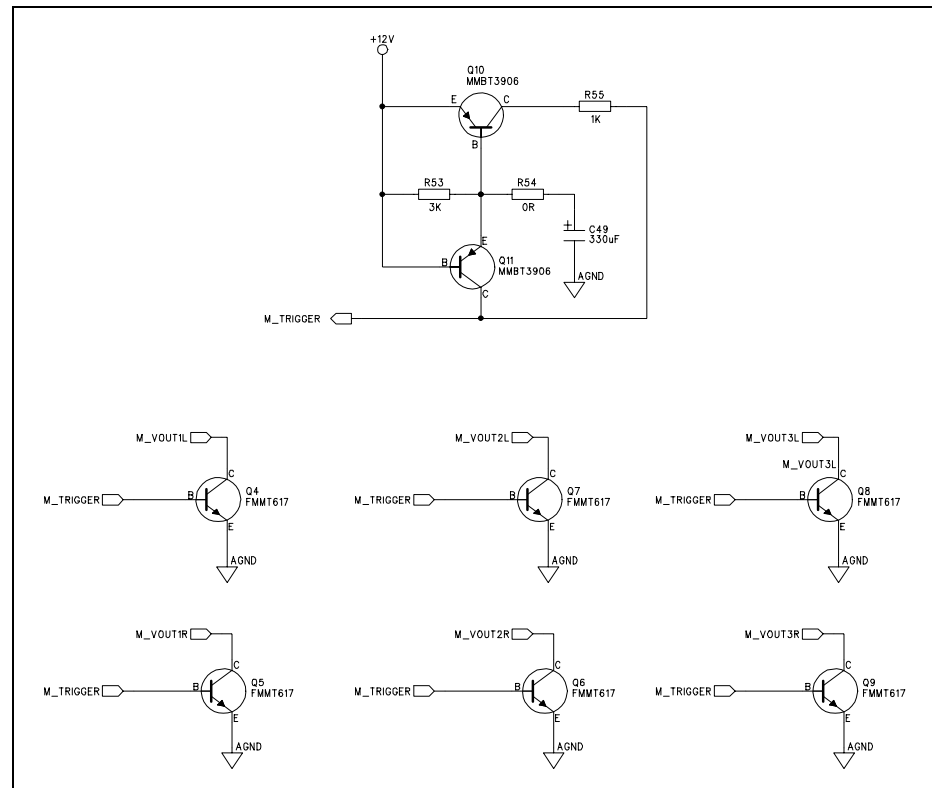 +12V
Q10
MMBT3906
E
C
B
R55
1K
R53
3K
R54
0R
+
C49
330uF
AGND
E
B
C
Q11
MMBT3906
M_TRIGGER
M_VOUT1L
C
M_TRIGGER
B
Q4
FMMT617
E
AGND
M_VOUT2L
C
M_TRIGGER
B
Q7
FMMT617
E
AGND
M_VOUT3L
M_VOUT3L
C
M_TRIGGER
B
Q8
FMMT617
E
AGND
M_VOUT1R
C
M_TRIGGER
B
Q5
FMMT617
E
AGND
M_VOUT2R
C
M_TRIGGER
B
Q6
FMMT617
E
AGND
M_VOUT3R
C
M_TRIGGER
B
Q9
FMMT617
E
AGND